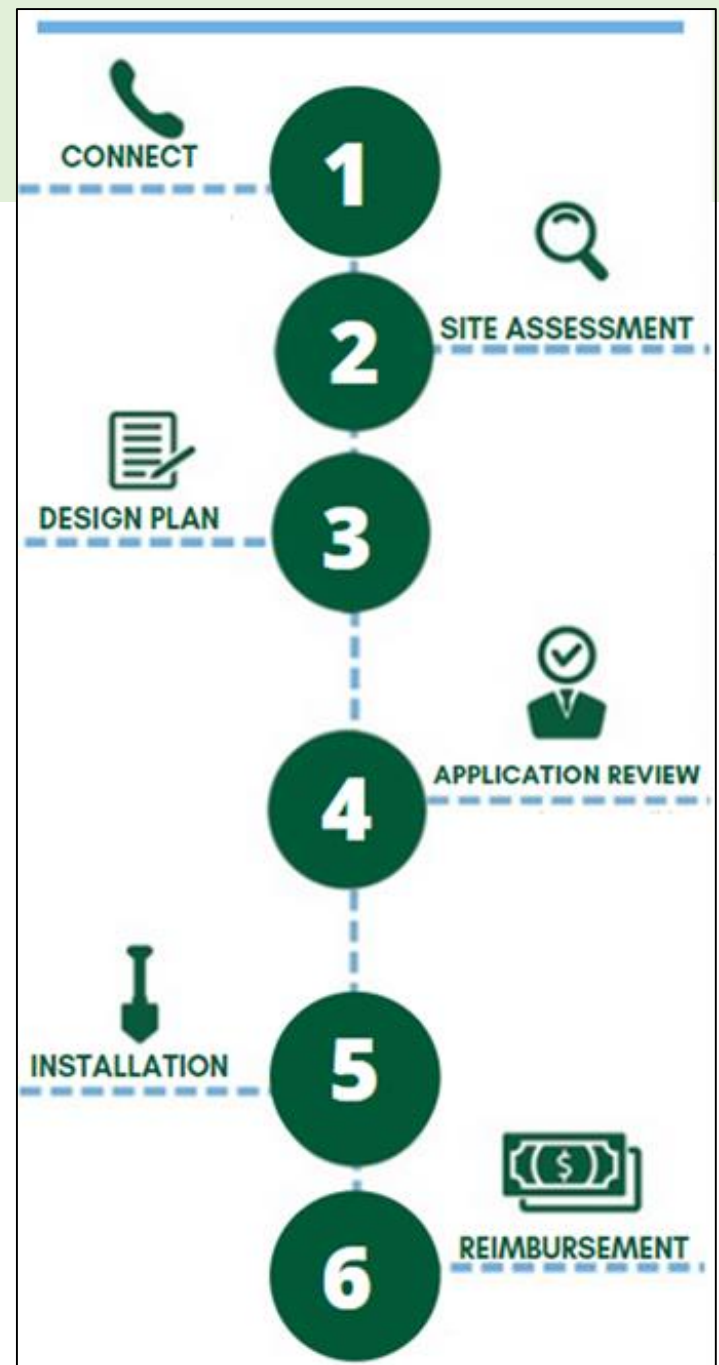 CONNECT
1
2
SITE ASSESSMENT
DESIGN PLAN
3
APPLICATION REVIEW
4
INSTALLATION
5
$
REIMBURSEMENT
6